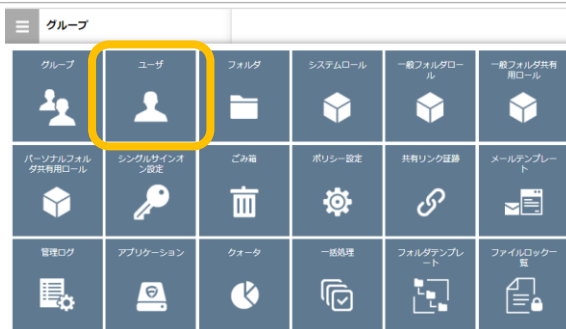 グループ
グループ
ユーザ
フォルダ
システムロール
一般フォルダロー
ル
一般フォルダ共有
用ロール
パーソナルフォル
ダ共有用ロール
シングルサインオ
ン設定
ごみ箱
ポリシー設定
共有リンク証跡
メールテンプレー
ト
管理ログ
アプリケーション
クォータ
一括処理
フォルダテンプレ
ート
ファイルロック一
覧